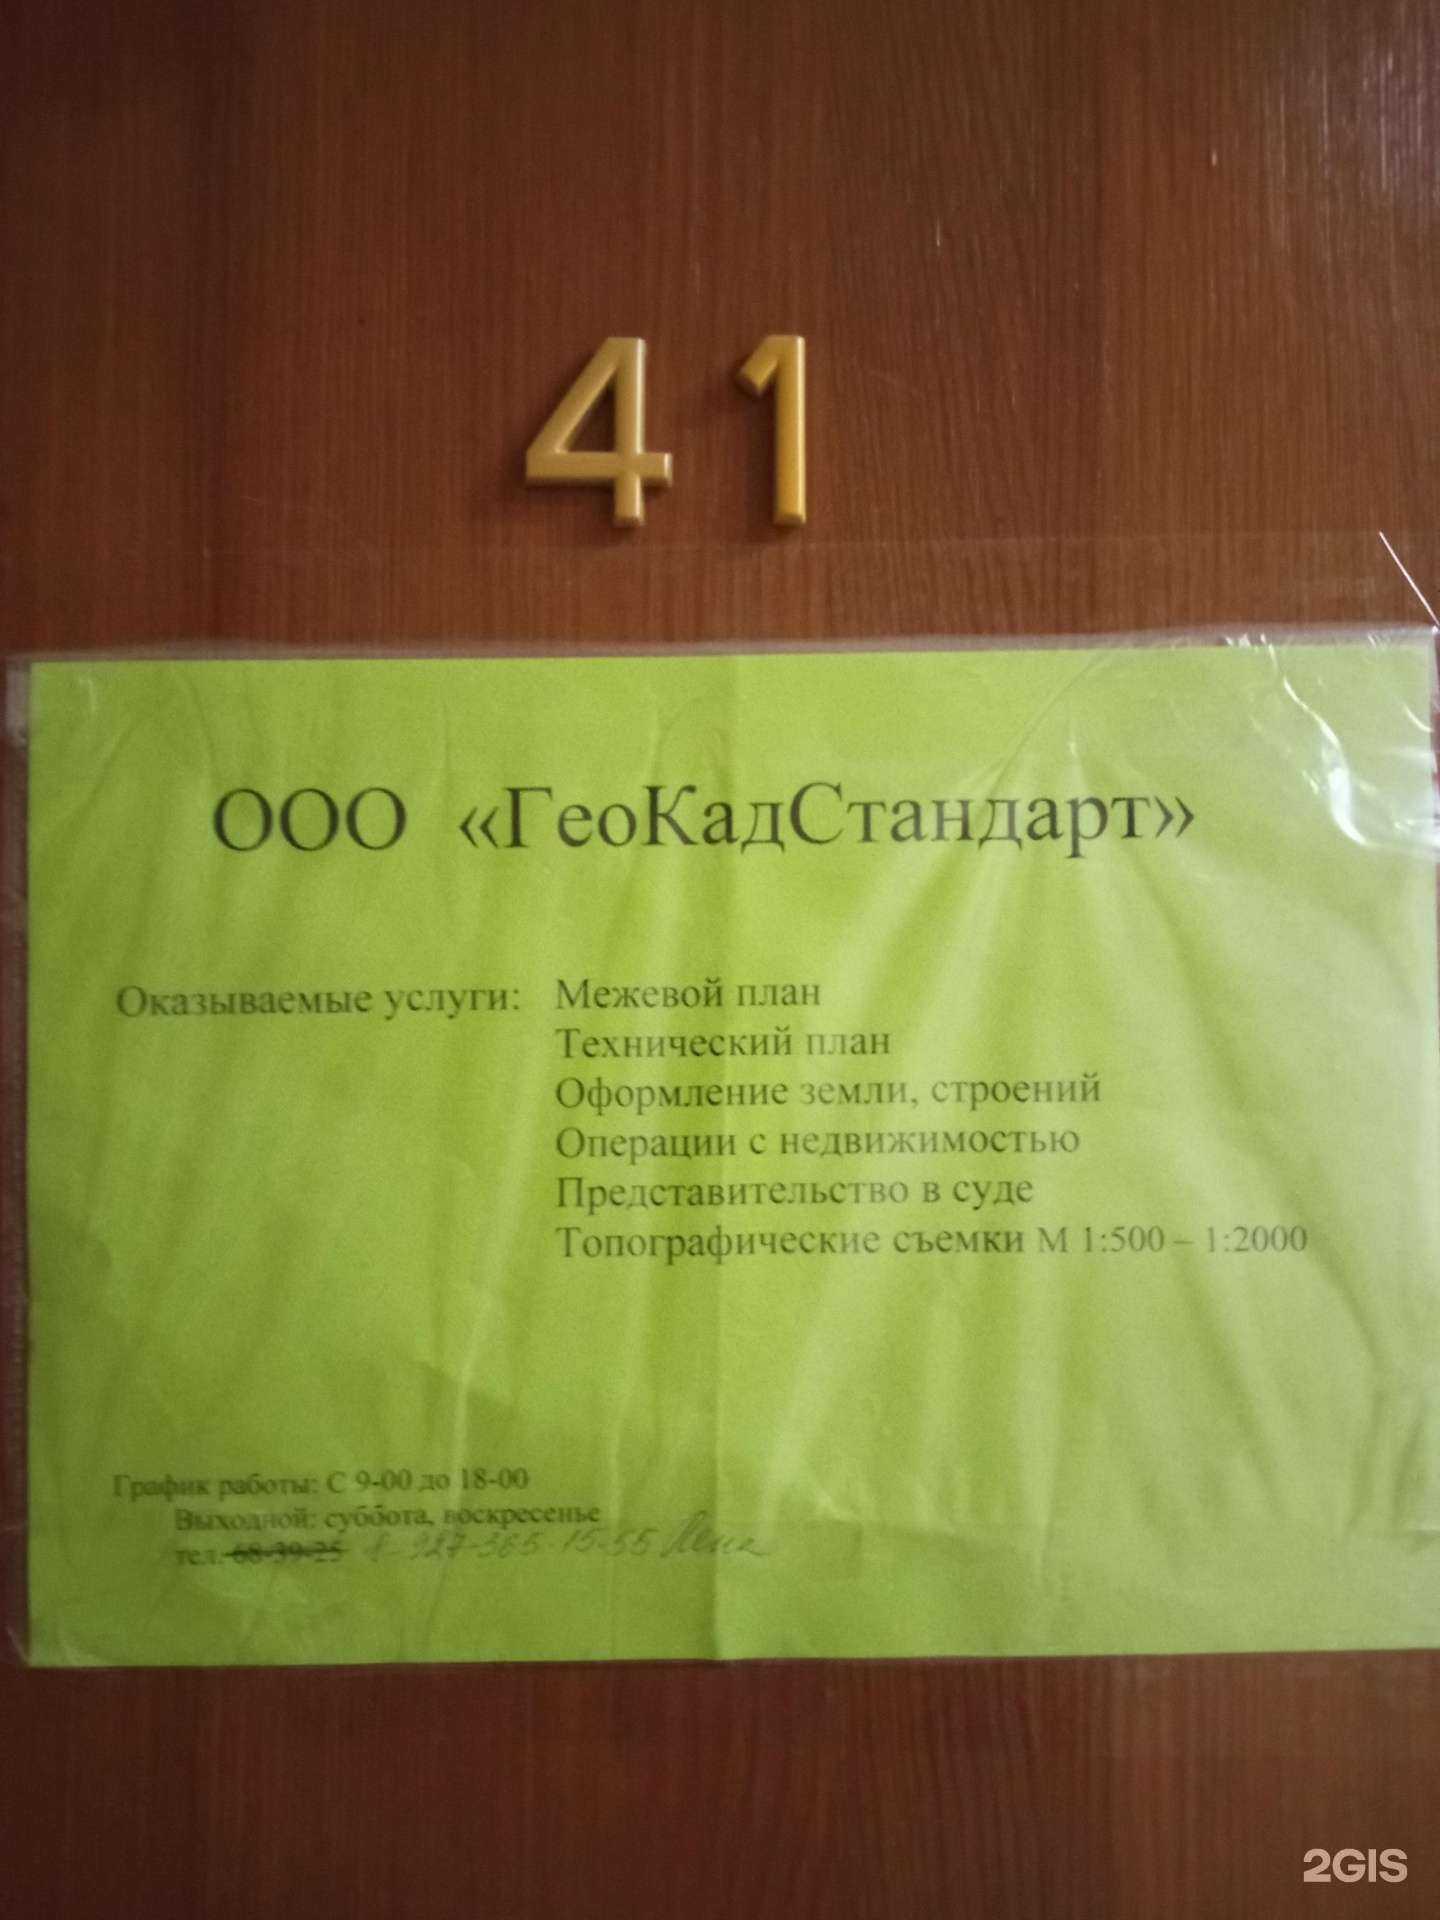 41
ООО «ГеоКадСтандарт»
Оказываемые услуги: Межевой план
Технический план
Оформление земли, строений
Операции с недвижимостью
Представительство в суде
Топографические съемки М 1:500 – 1:2000
График работы: С 9-00 до 18-00
Выходной: суббота, воскресенье
тел. 68-39-25 8-927-365-15-55 Лена
2GIS